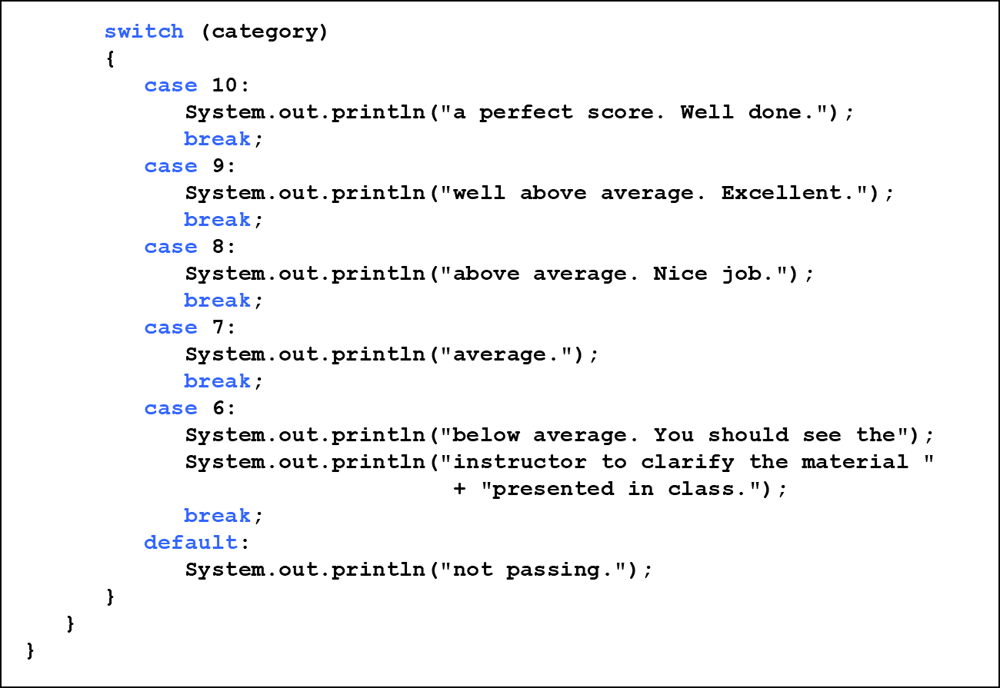 switch (category)
{
case 10:
System.out.println("a perfect score. Well done.");
break;
case 9:
System.out.println("well above average. Excellent.");
break;
case 8:
System.out.println("above average. Nice job.");
break;
case 7:
System.out.println("average.");
break;
case 6:
System.out.println("below average. You should see the");
System.out.println("instructor to clarify the material "
+ "presented in class.");
break;
default:
System.out.println("not passing.");
}
}
}